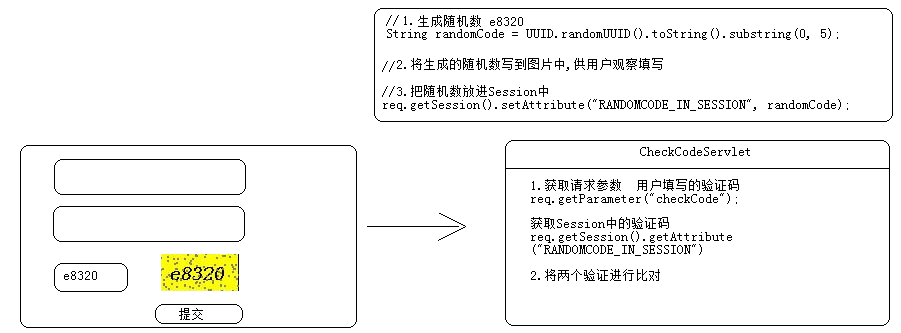 //1.生成随机数 e8320
String randomCode = UUID.randomUUID().toString().substring(0, 5);
//2.将生成的随机数写到图片中,供用户观察填写
//3.把随机数放进Session中
req.getSession().setAttribute("RANDOMCODE_IN_SESSION", randomCode);
CheckCodeServlet
1.获取请求参数 用户填写的验证码
req.getParameter("checkCode");
获取Session中的验证码
req.getSession().getAttribute
("RANDOMCODE_IN_SESSION")
2.将两个验证进行比对
e8320
e8320
提交